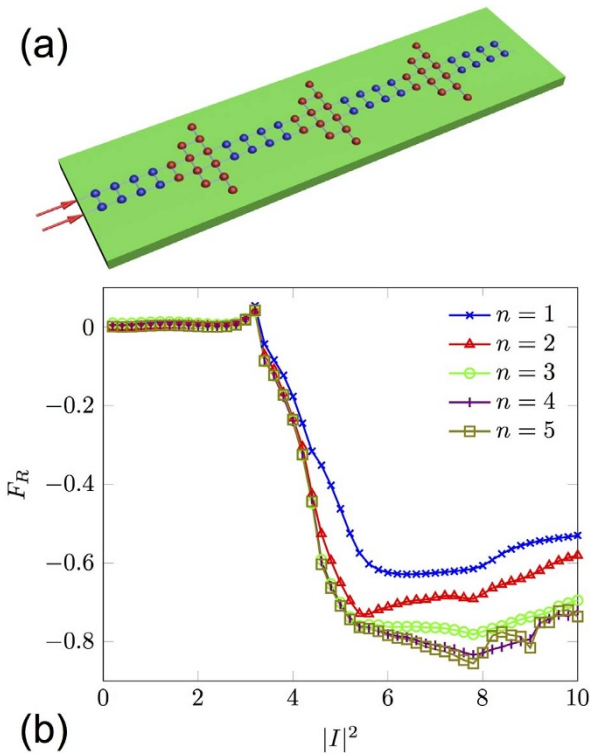 (a)
0
−0.2
−0.4
−0.6
−0.8
F_R
n = 1
n = 2
n = 3
n = 4
n = 5
0 2 4 6 8 10
|I|²
(b)